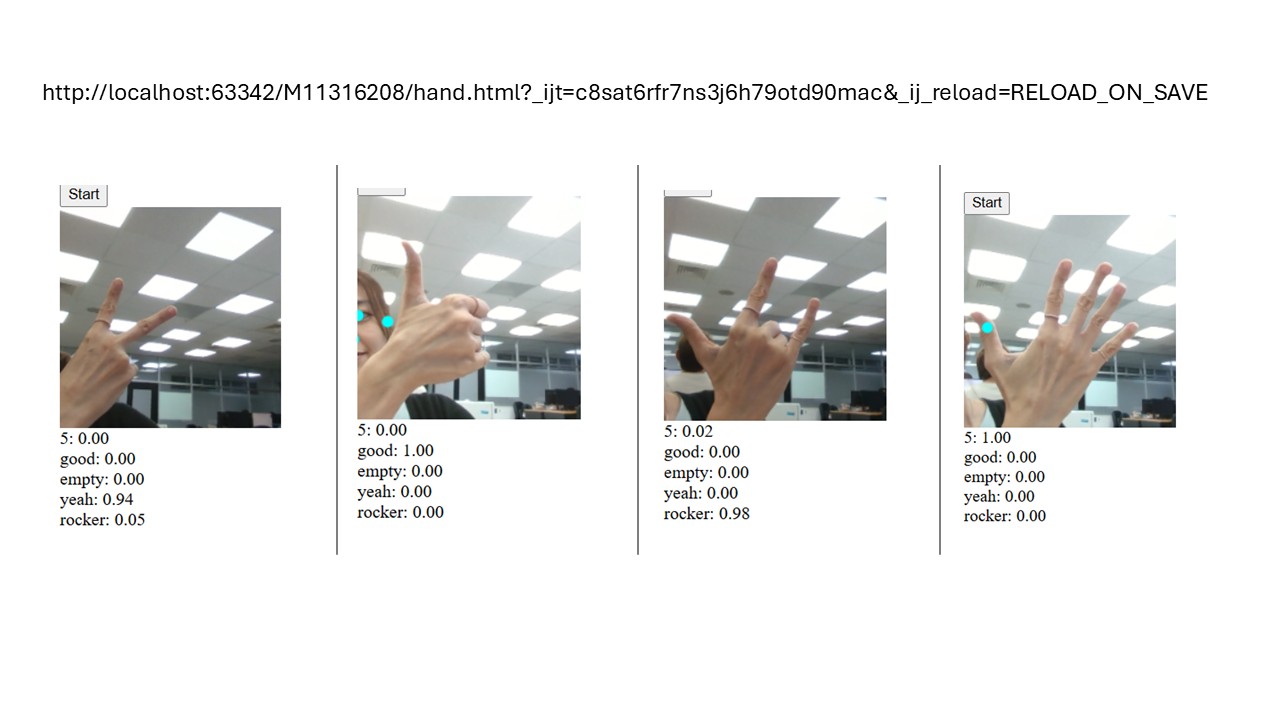 http://localhost:63342/M11316208/hand.html?_ijt=c8sat6rfr7ns3j6h79otd90mac&_ij_reload=RELOAD_ON_SAVE
Start
5: 0.00
good: 0.00
empty: 0.00
yeah: 0.94
rocker: 0.05
5: 0.00
good: 1.00
empty: 0.00
yeah: 0.00
rocker: 0.00
5: 0.02
good: 0.00
empty: 0.00
yeah: 0.00
rocker: 0.98
Start
5: 1.00
good: 0.00
empty: 0.00
yeah: 0.00
rocker: 0.00